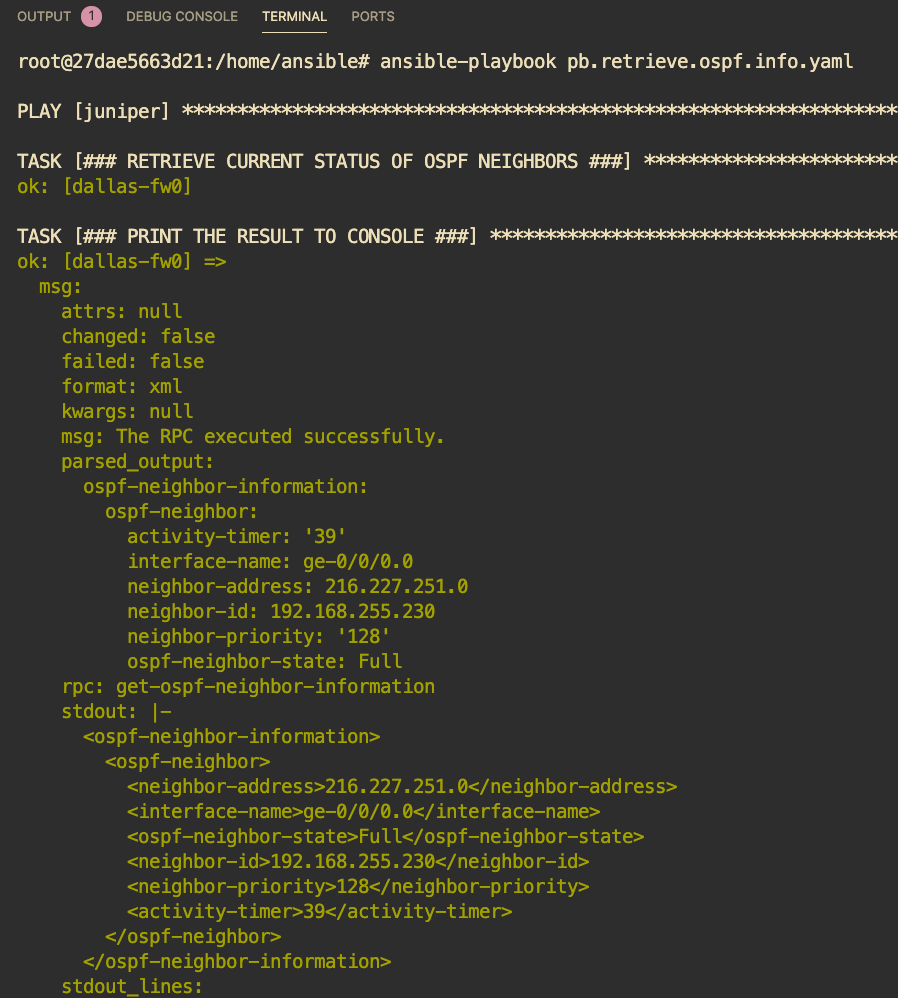 OUTPUT 1 DEBUG CONSOLE TERMINAL PORTS
root@27dae5663d21:/home/ansible# ansible-playbook pb.retrieve.ospf.info.yaml
PLAY [juniper] *****************************************************************
TASK [### RETRIEVE CURRENT STATUS OF OSPF NEIGHBORS ###] ***********************
ok: [dallas-fw0]
TASK [### PRINT THE RESULT TO CONSOLE ###] *************************************
ok: [dallas-fw0] =>
  msg:
    attrs: null
    changed: false
    failed: false
    format: xml
    kwargs: null
    msg: The RPC executed successfully.
    parsed_output:
      ospf-neighbor-information:
        ospf-neighbor:
          activity-timer: '39'
          interface-name: ge-0/0/0.0
          neighbor-address: 216.227.251.0
          neighbor-id: 192.168.255.230
          neighbor-priority: '128'
          ospf-neighbor-state: Full
    rpc: get-ospf-neighbor-information
    stdout: |-
      <ospf-neighbor-information>
        <ospf-neighbor>
          <neighbor-address>216.227.251.0</neighbor-address>
          <interface-name>ge-0/0/0.0</interface-name>
          <ospf-neighbor-state>Full</ospf-neighbor-state>
          <neighbor-id>192.168.255.230</neighbor-id>
          <neighbor-priority>128</neighbor-priority>
          <activity-timer>39</activity-timer>
        </ospf-neighbor>
      </ospf-neighbor-information>
    stdout_lines: